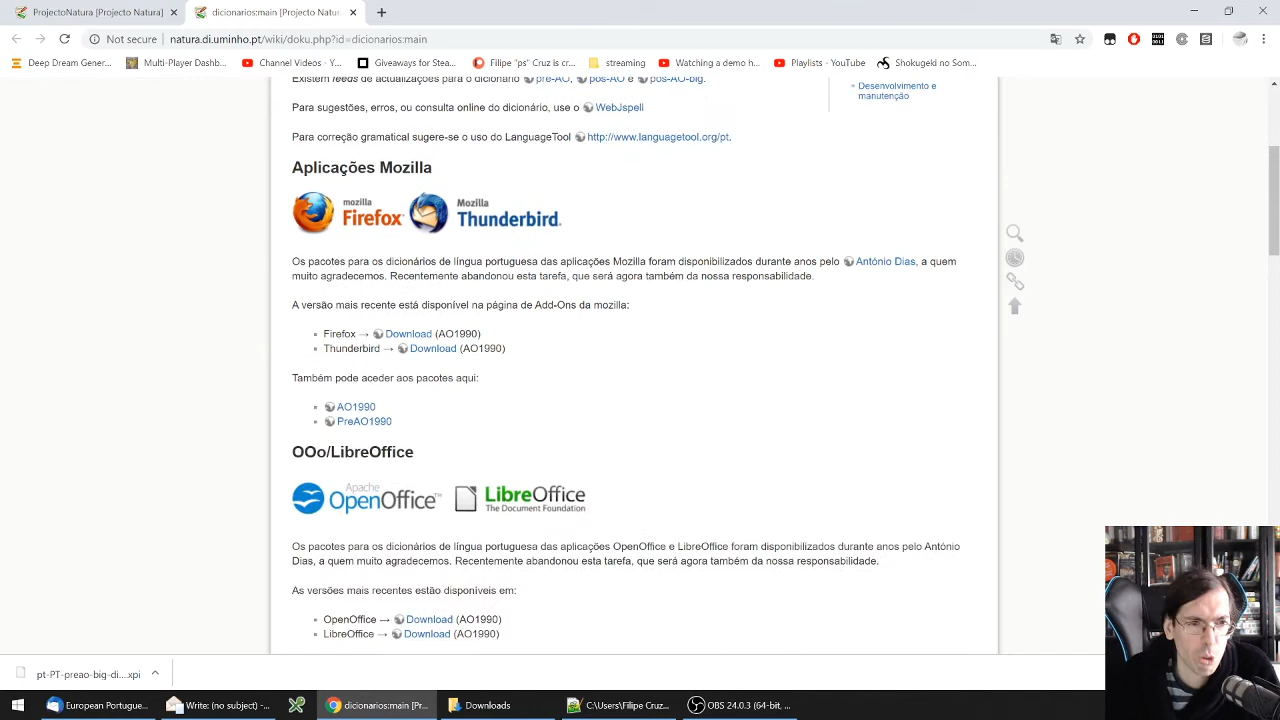 ProjectoNatura [Projecto Natura]
dicionarios:main [Projecto Natu
Not secure
natura.di.uminho.pt/wiki/doku.php?id=dicionarios:main
Deep Dream Gener...
Multi-Player Dashb...
Channel Videos - Y...
Giveaways for Stea...
Filipe "ps" Cruz is cr...
streaming
Watching a demo h...
Playlists - YouTube
Shokugeki no Som...
Existem feeds de actualizações para o dicionário pré-AO, pós-AO e pós-AO-big.
Desenvolvimento e
manutenção
Para sugestões, erros, ou consulta online do dicionário, use o WebJspell
Para correção gramatical sugere-se o uso do LanguageTool http://www.languagetool.org/pt.
Aplicações Mozilla
mozilla
Firefox
Mozilla
Thunderbird
Os pacotes para os dicionários de língua portuguesa das aplicações Mozilla foram disponibilizados durante anos pelo António Dias, a quem
muito agradecemos. Recentemente abandonou esta tarefa, que será agora também da nossa responsabilidade.
A versão mais recente está disponível na página de Add-Ons da mozilla:
Firefox → Download (AO1990)
Thunderbird → Download (AO1990)
Também pode aceder aos pacotes aqui:
AO1990
PreAO1990
OOo/LibreOffice
Apache
OpenOffice™
LibreOffice
The Document Foundation
Os pacotes para os dicionários de língua portuguesa das aplicações OpenOffice e LibreOffice foram disponibilizados durante anos pelo António
Dias, a quem muito agradecemos. Recentemente abandonou esta tarefa, que será agora também da nossa responsabilidade.
As versões mais recentes estão disponíveis em:
OpenOffice → Download (AO1990)
LibreOffice → Download (AO1990)
pt-PT-preao-big-di....xpi
European Portugue...
Write: (no subject) - ...
dicionarios:main [Pr...
Downloads
C:\Users\Filipe Cruz...
OBS 24.0.3 (64-bit, ...